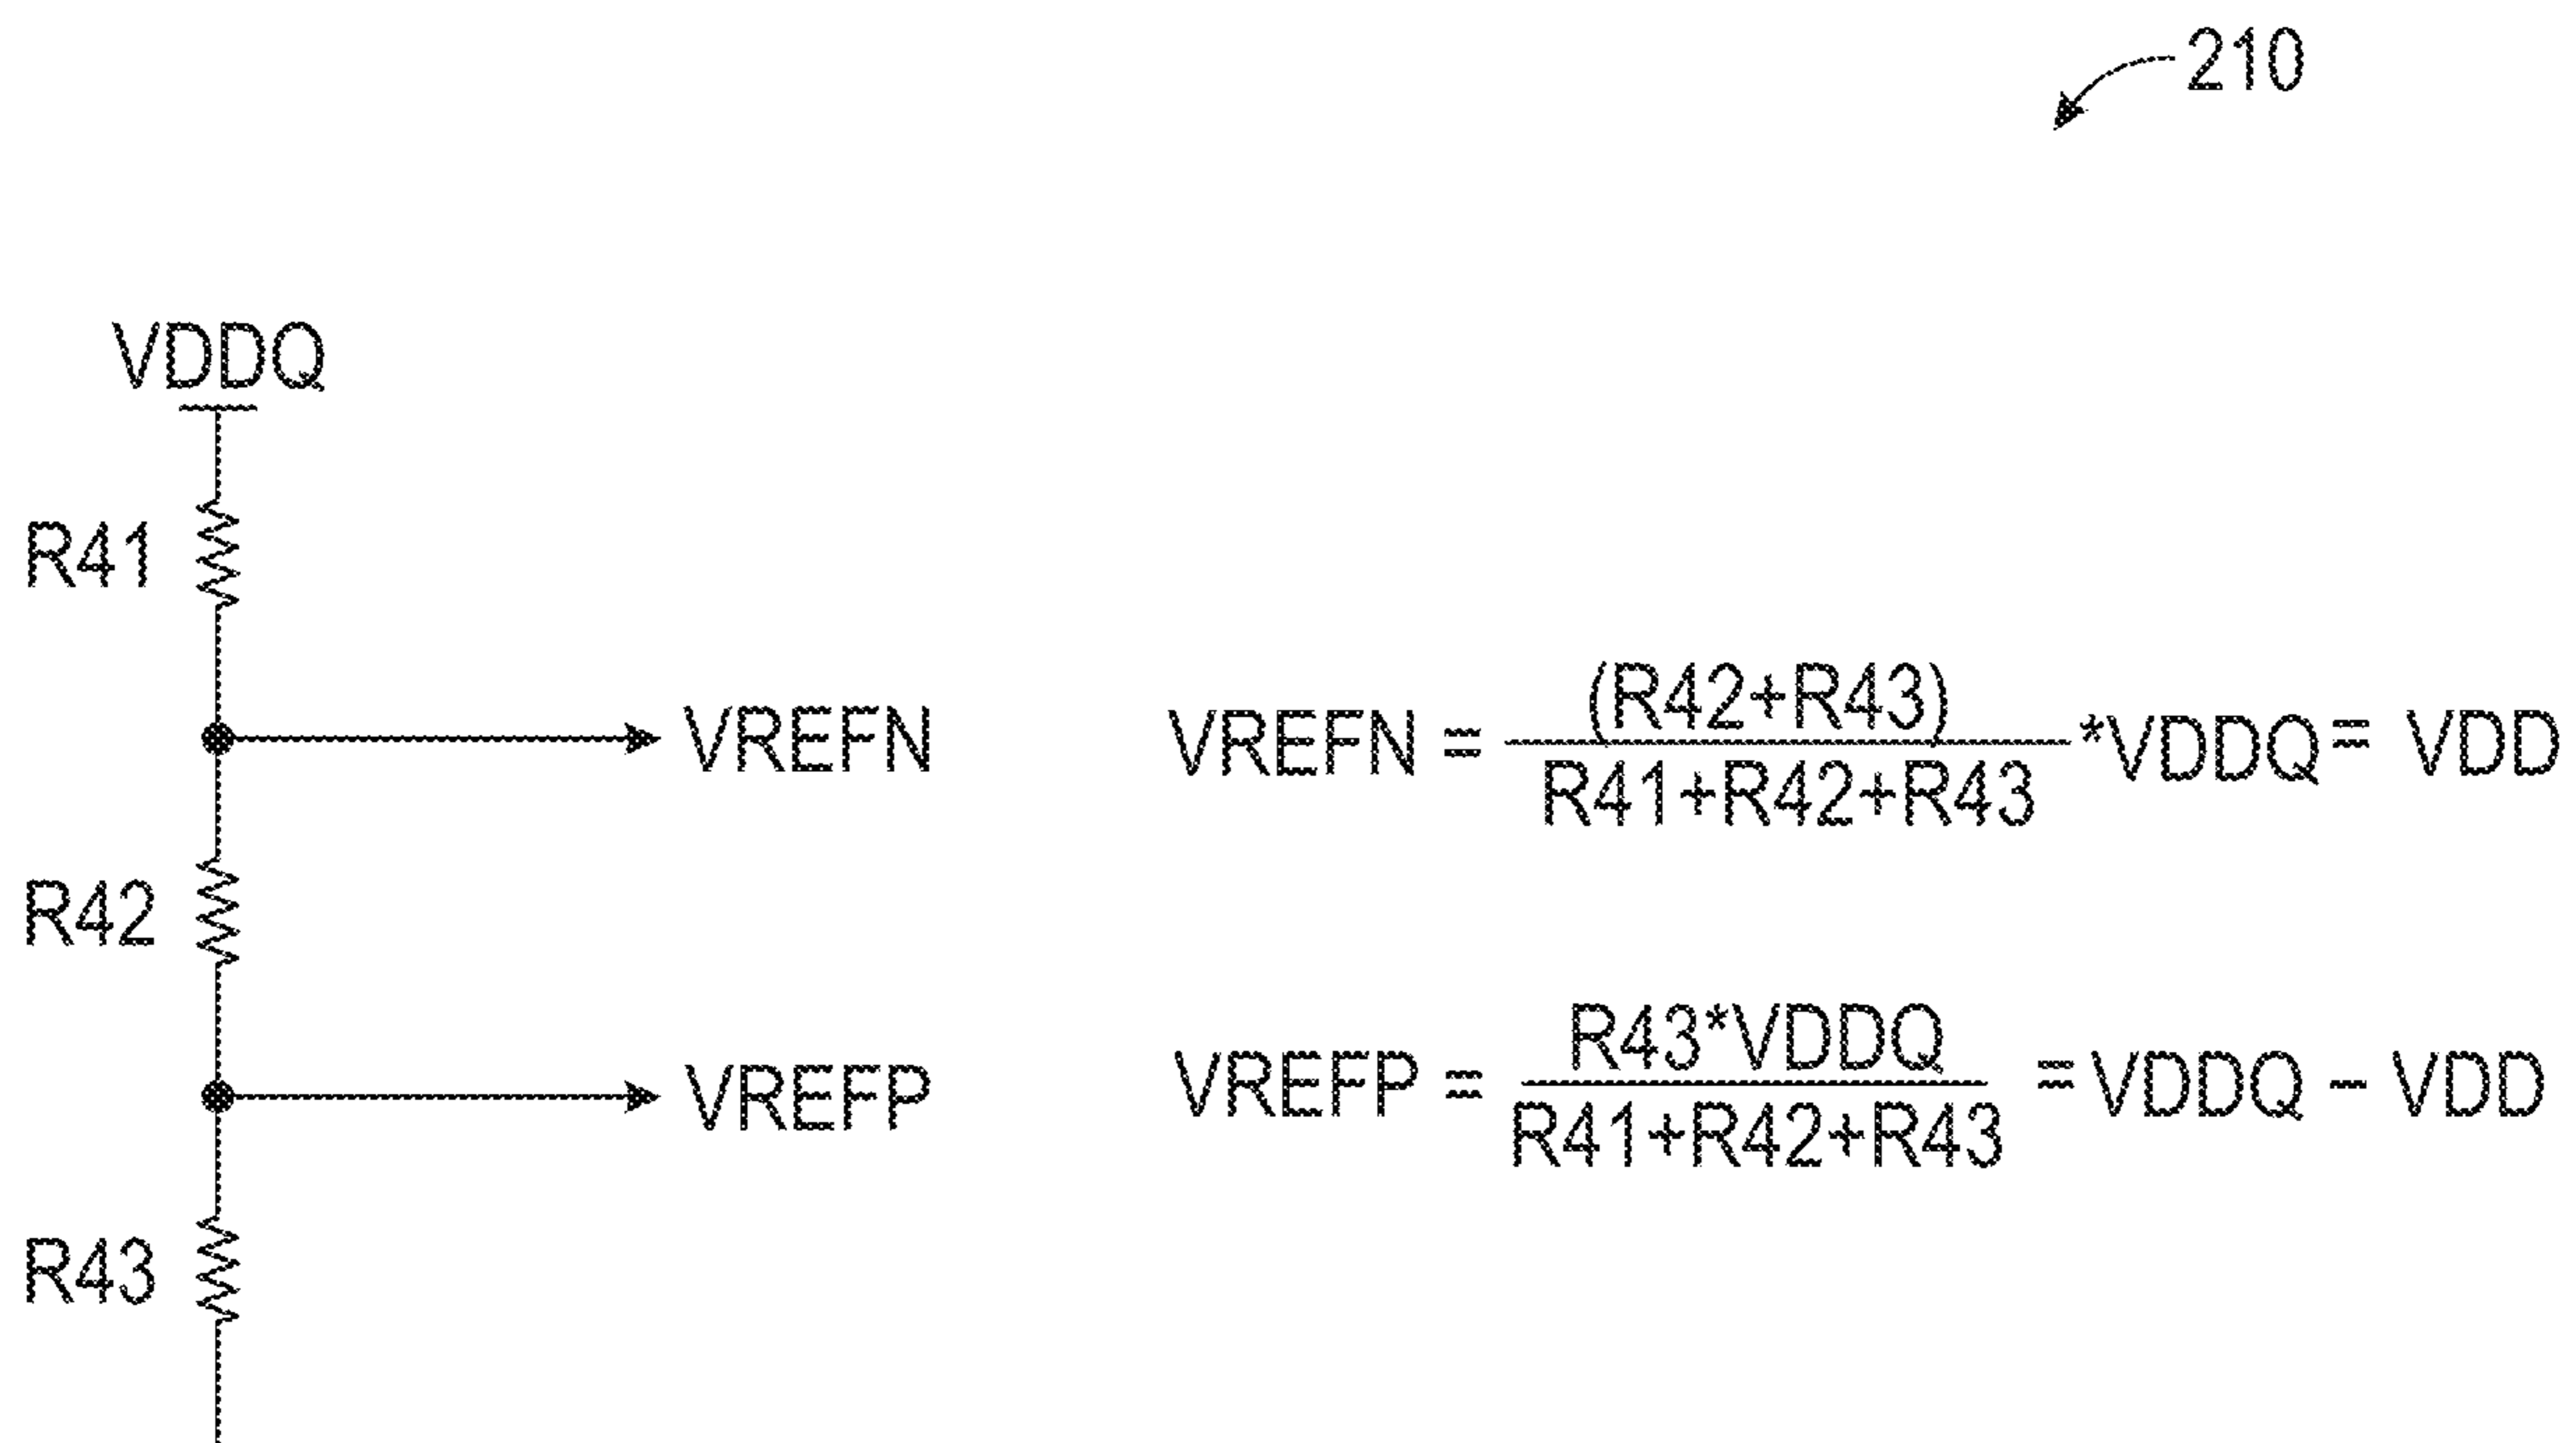 210
VDDQ
R41
VREFN
VREFN = (R42+R43) / R41+R42+R43 *VDDQ = VDD
R42
VREFP
VREFP = R43*VDDQ / R41+R42+R43 = VDDQ - VDD
R43